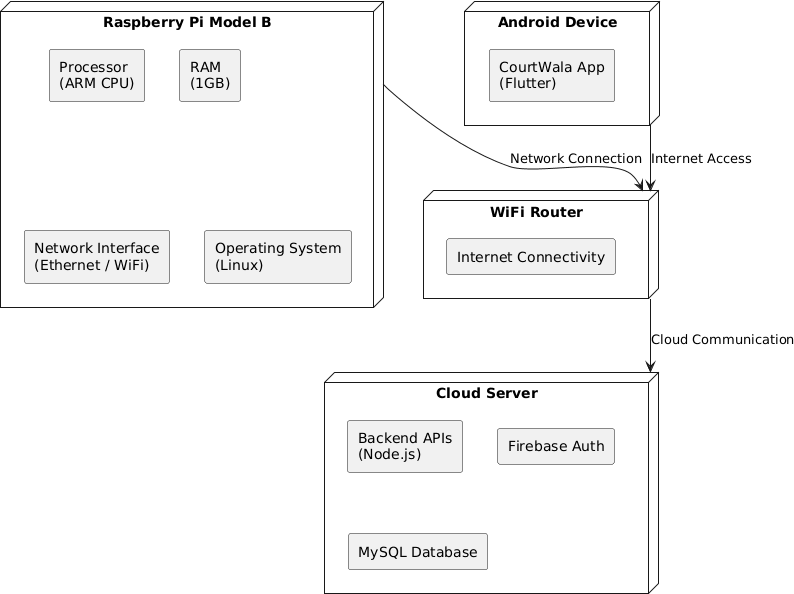 Raspberry Pi Model B
Processor
(ARM CPU)
RAM
(1GB)
Network Interface
(Ethernet / WiFi)
Operating System
(Linux)
Android Device
CourtWala App
(Flutter)
Network Connection
Internet Access
WiFi Router
Internet Connectivity
Cloud Communication
Cloud Server
Backend APIs
(Node.js)
Firebase Auth
MySQL Database